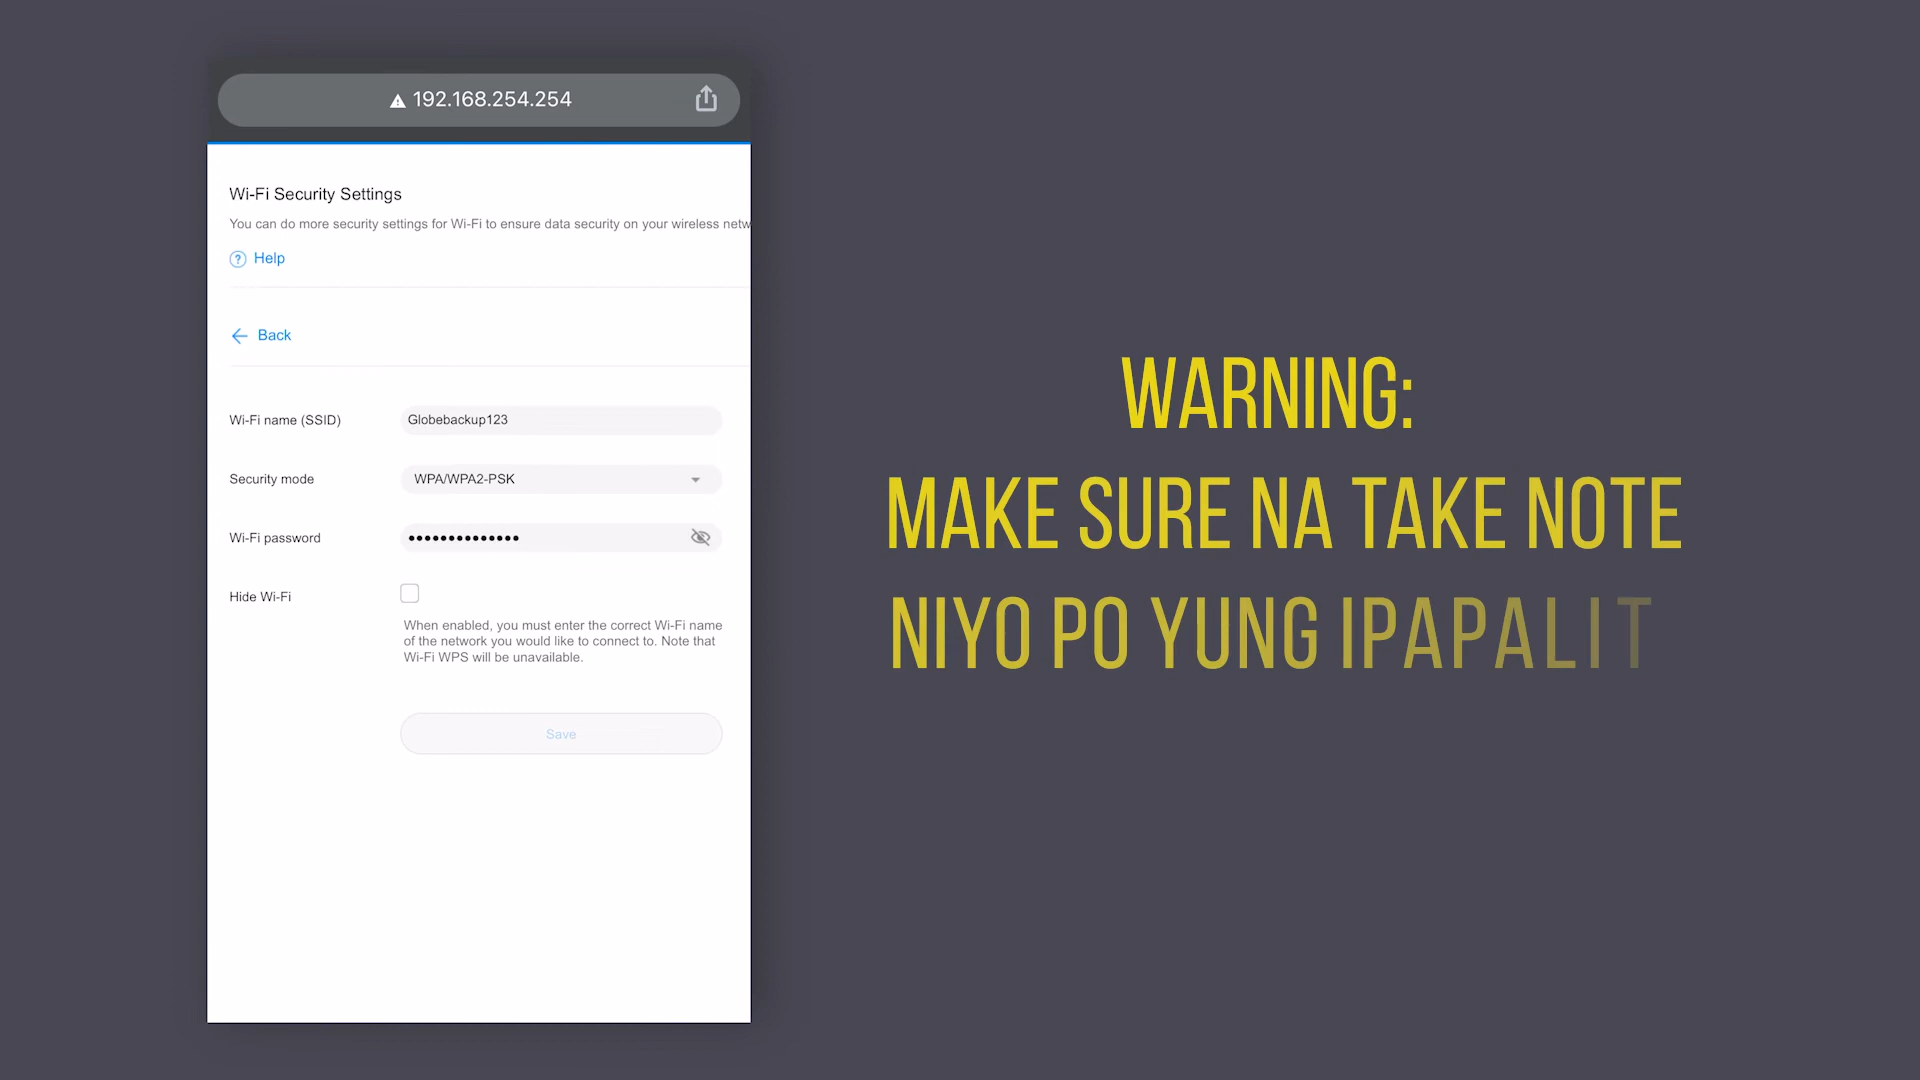 192.168.254.254
Wi-Fi Security Settings
You can do more security settings for Wi-Fi to ensure data security on your wireless netw
Help
Back
Wi-Fi name (SSID)
Globebackup123
Security mode
WPA/WPA2-PSK
Wi-Fi password
••••••••••••••
Hide Wi-Fi
When enabled, you must enter the correct Wi-Fi name
of the network you would like to connect to. Note that
Wi-Fi WPS will be unavailable.
Save
WARNING:
MAKE SURE NA TAKE NOTE
NIYO PO YUNG IPAPALIT